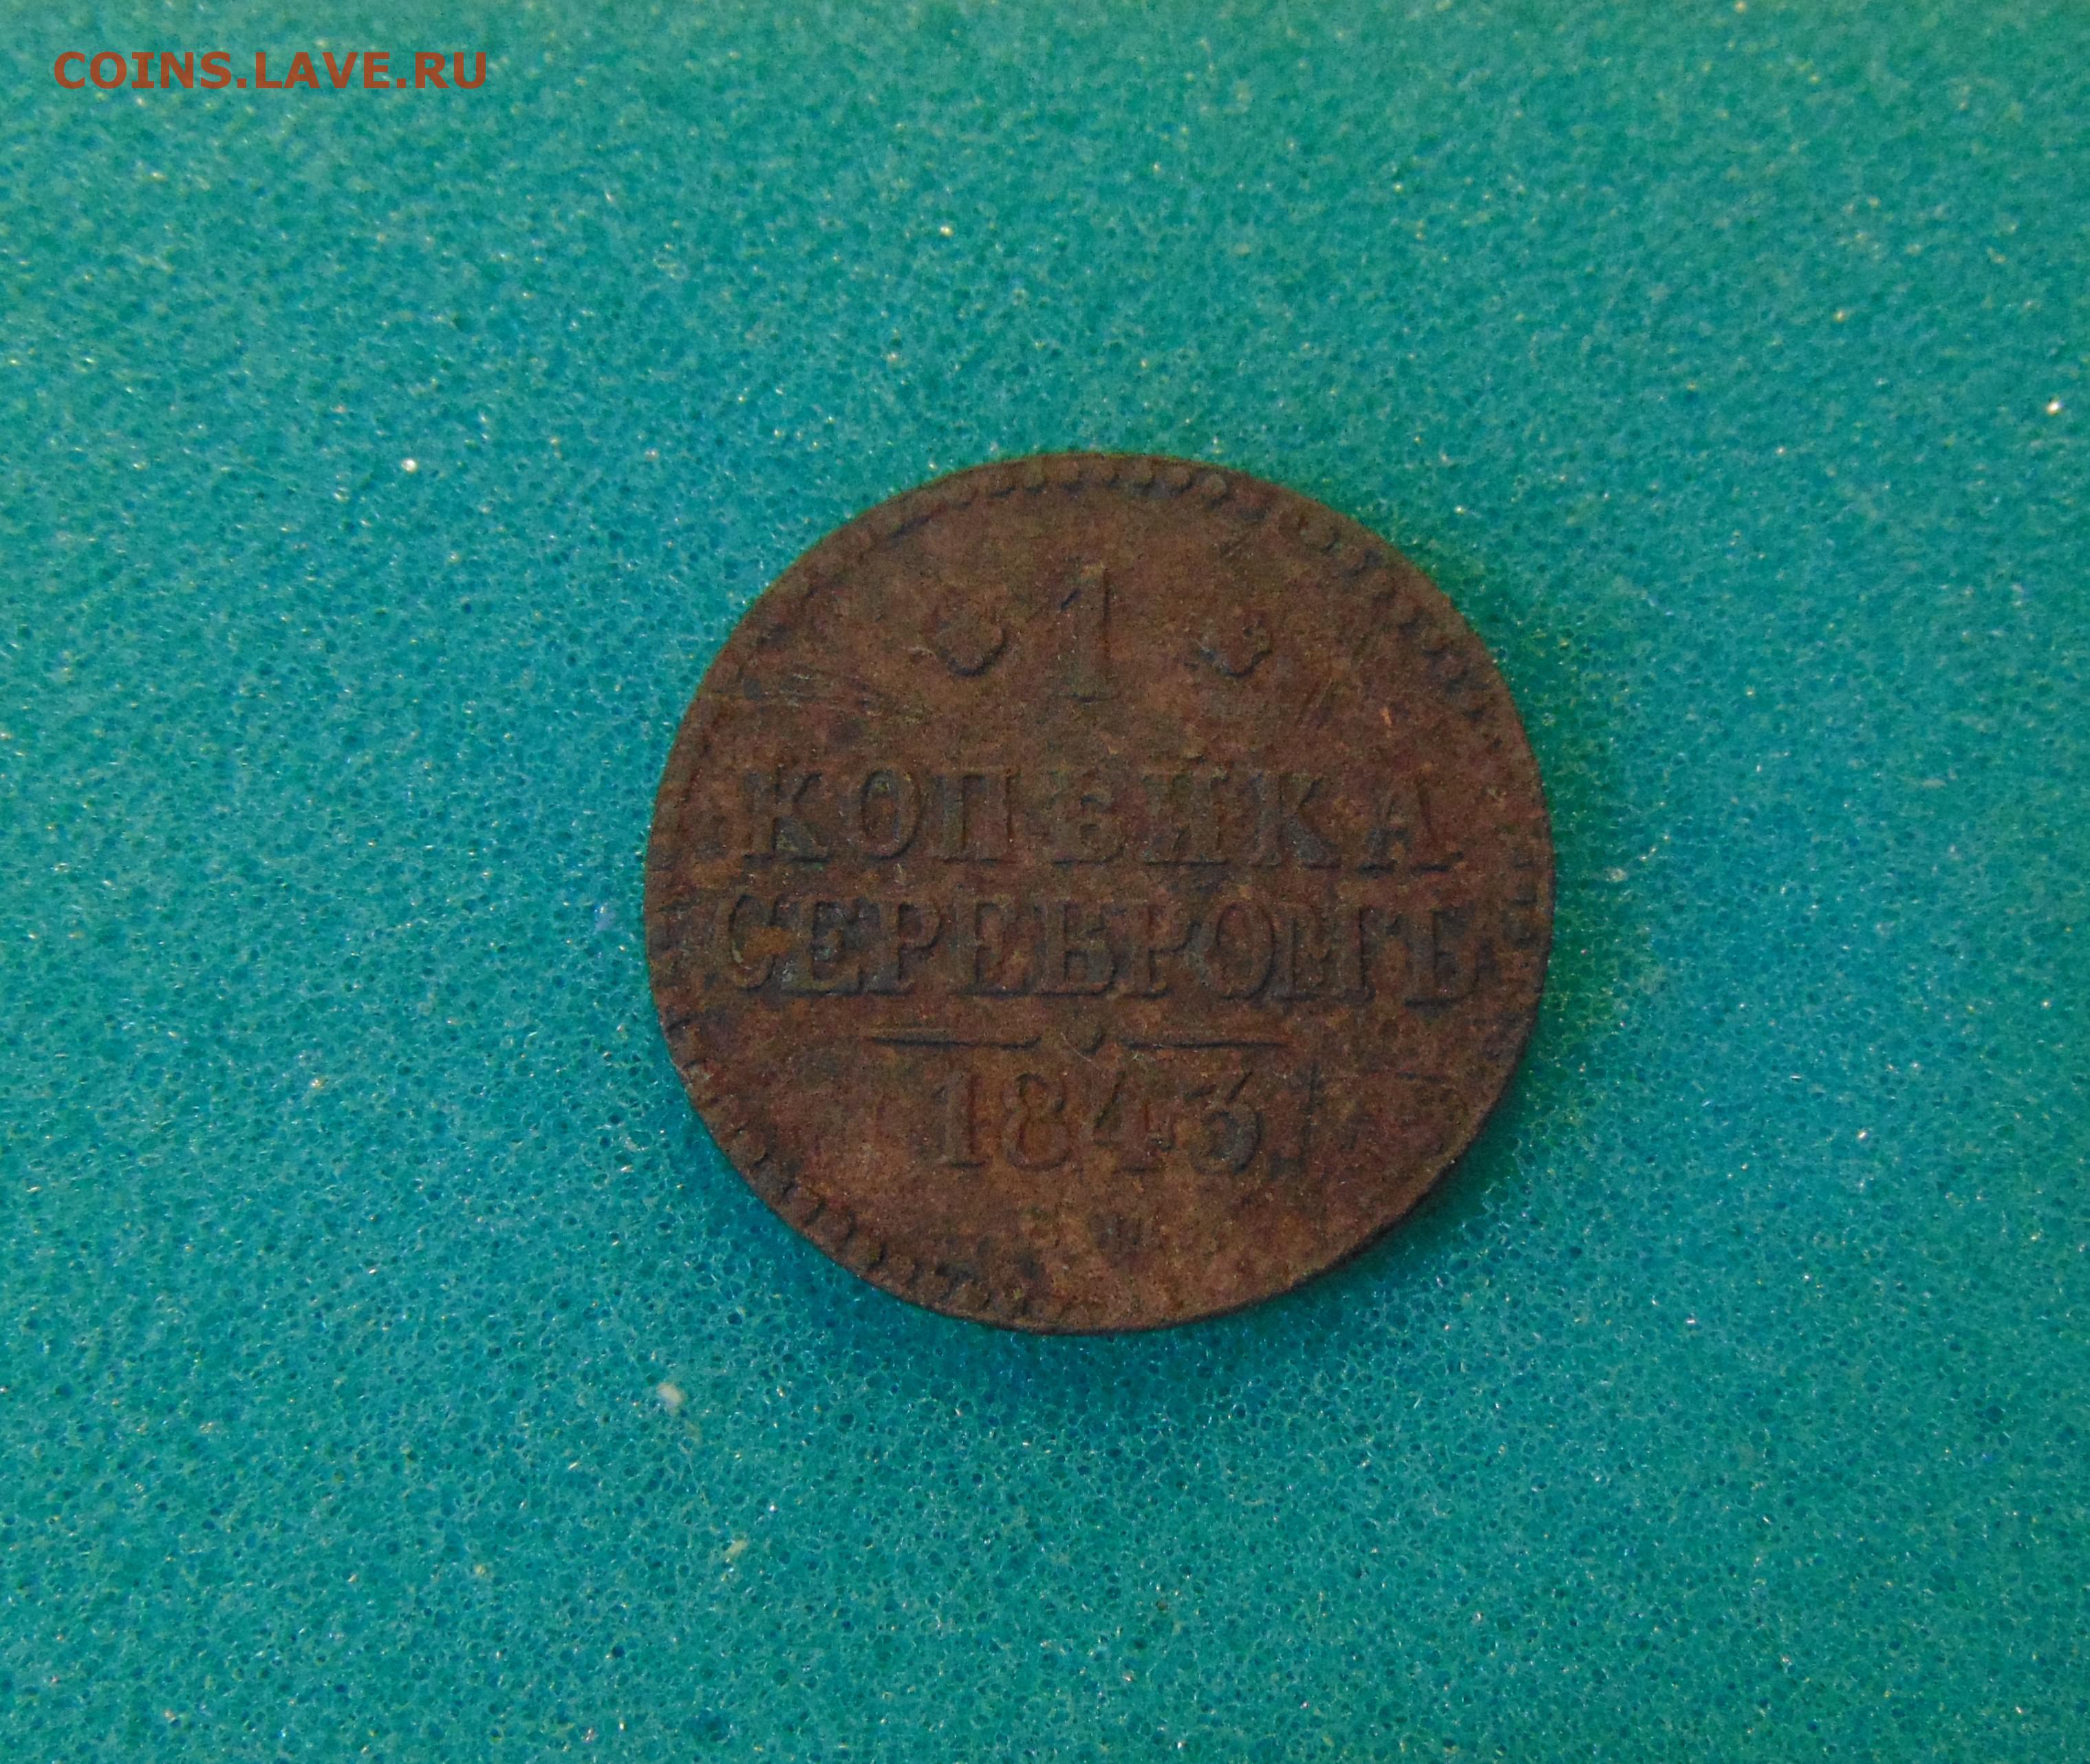 COINS.LAVE.RU
1
КОПѢЙКА
СЕРЕБРОМЪ
1843.